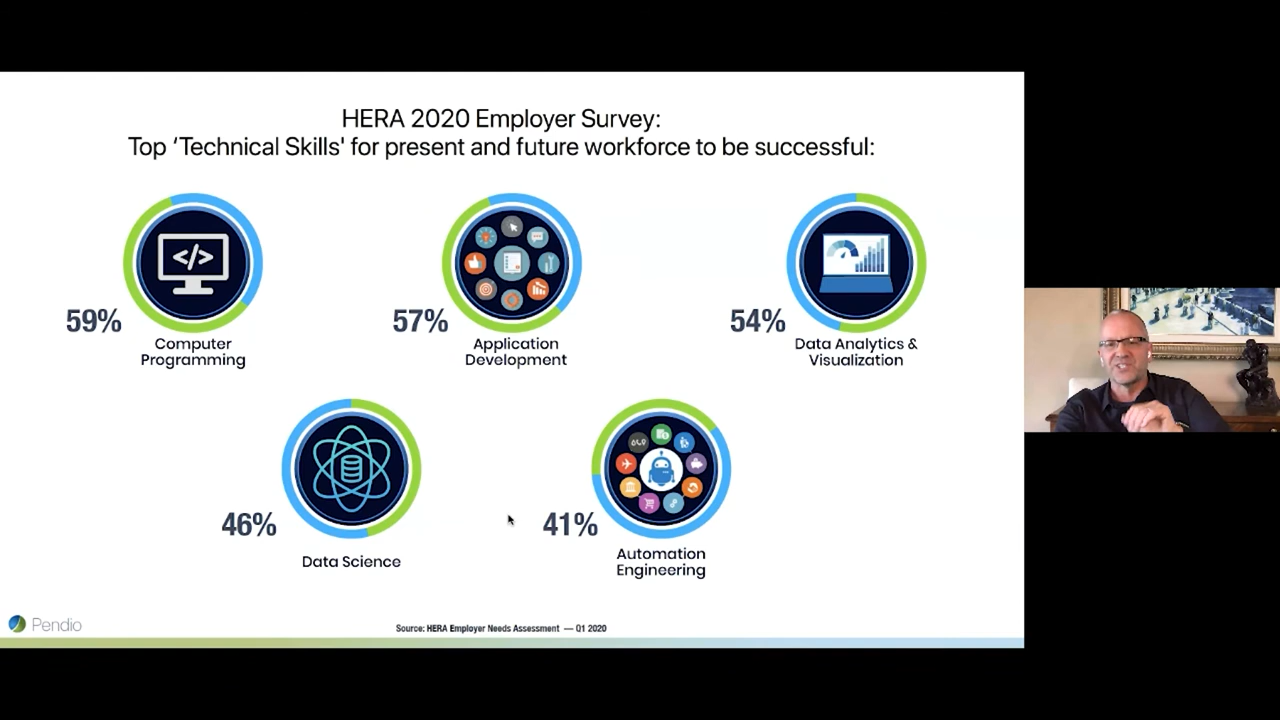 HERA 2020 Employer Survey:
Top ‘Technical Skills' for present and future workforce to be successful:
</>
59%
Computer
Programming
57%
Application
Development
54%
Data Analytics &
Visualization
46%
Data Science
41%
Automation
Engineering
Pendio
Source: HERA Employer Needs Assessment — Q1 2020